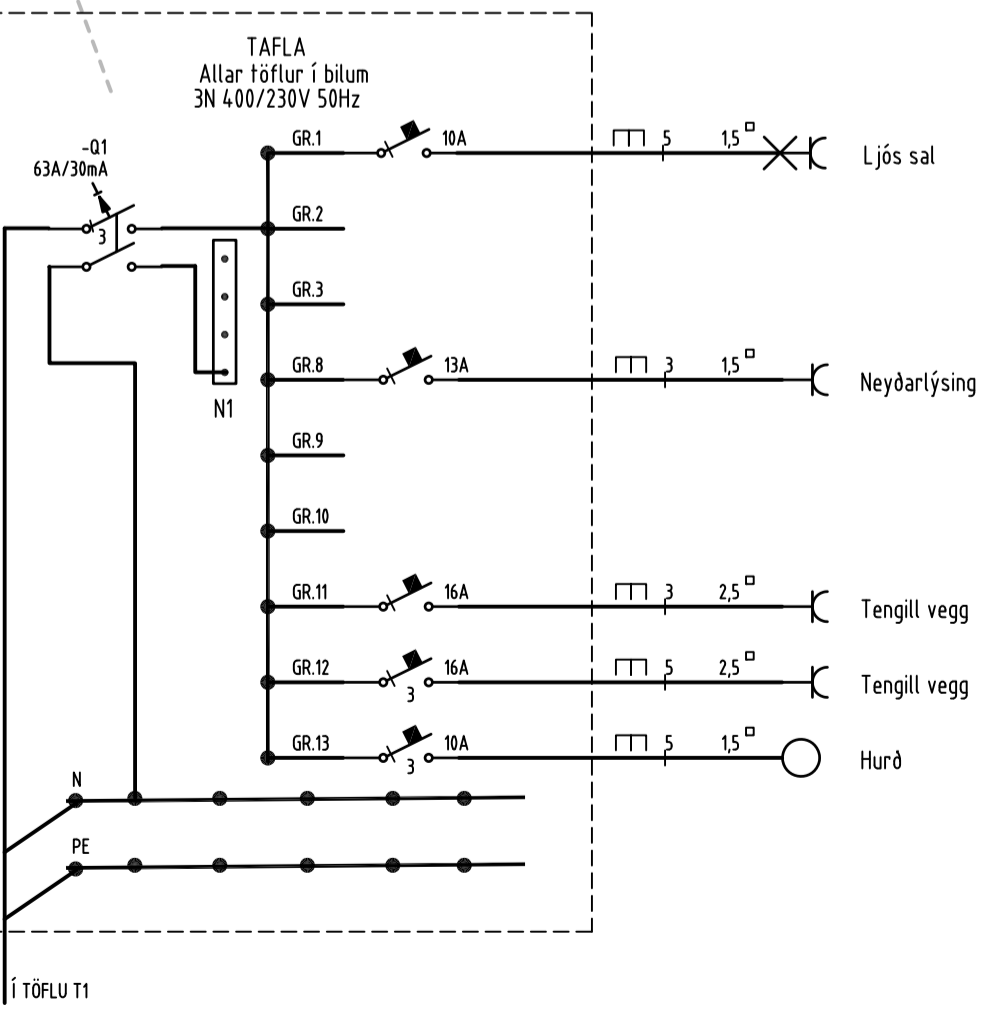 TAFLA
Allar töflur í bilum
3N 400/230V 50Hz
-Q1
63A/30mA
3
N1
GR.1 10A 5 1,5 Ljós sal
GR.2
GR.3
GR.8 13A 3 1,5 Neyðarlýsing
GR.9
GR.10
GR.11 16A 3 2,5 Tengill vegg
GR.12 3 16A 5 2,5 Tengill vegg
GR.13 3 10A 5 1,5 Hurð
N
PE
Í TÖFLU T1